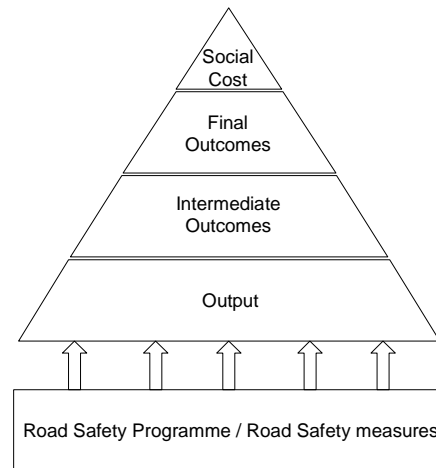 Social
Cost
Final
Outcomes
Intermediate
Outcomes
Output
Road Safety Programme / Road Safety measures